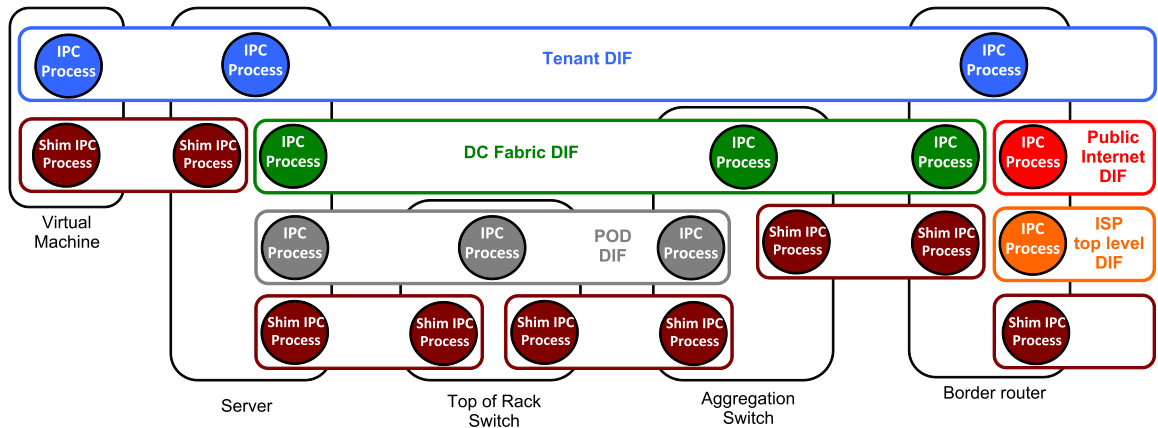 IPC
Process
IPC
Process
Tenant DIF
IPC
Process
Shim IPC
Process
Shim IPC
Process
IPC
Process
DC Fabric DIF
IPC
Process
IPC
Process
IPC
Process
Public
Internet
DIF
Virtual
Machine
IPC
Process
IPC
Process
POD
DIF
IPC
Process
Shim IPC
Process
Shim IPC
Process
IPC
Process
ISP
top level
DIF
Shim IPC
Process
Shim IPC
Process
Shim IPC
Process
Shim IPC
Process
Shim IPC
Process
Server
Top of Rack
Switch
Aggregation
Switch
Border router